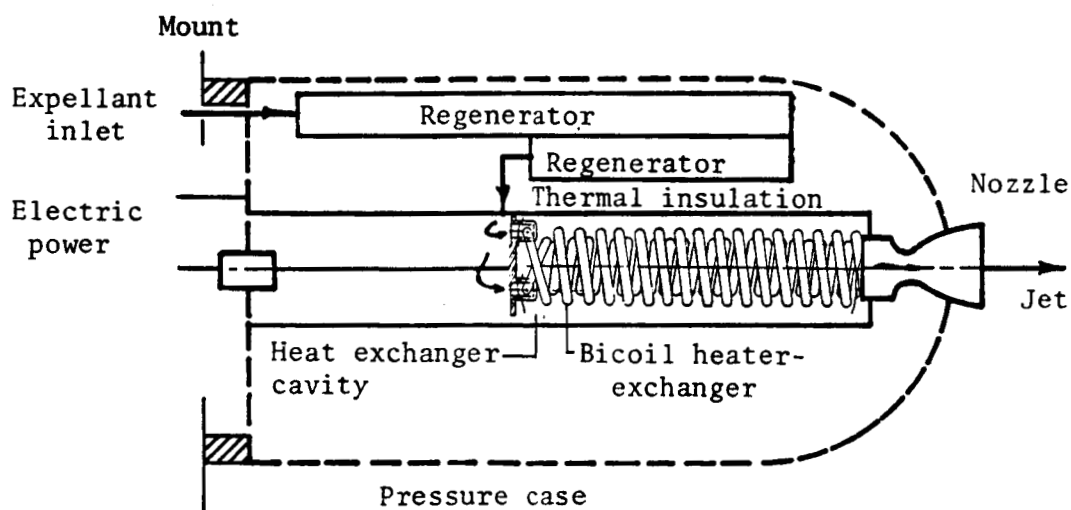 Mount
Expellant
inlet
Regenerator
Regenerator
Thermal insulation
Nozzle
Electric
power
Jet
Heat exchanger
cavity
Bicoil heater-
exchanger
Pressure case